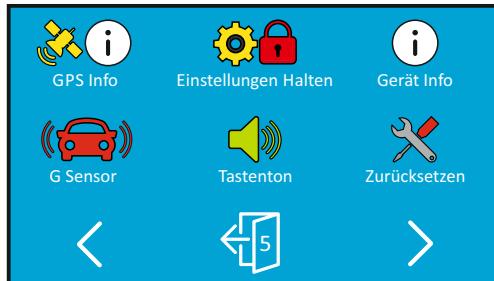 GPS Info
Einstellungen Halten
Gerät Info
G Sensor
Tastenton
Zurücksetzen
5